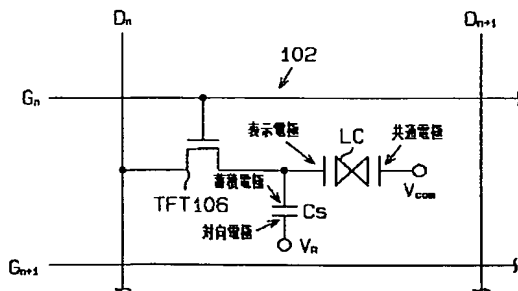 Dn Dn+1
102
Gn
表示電極 LC 共通電極
蓄積電極
Vcom
TFT106 Cs
対向電極
VR
Gn+1